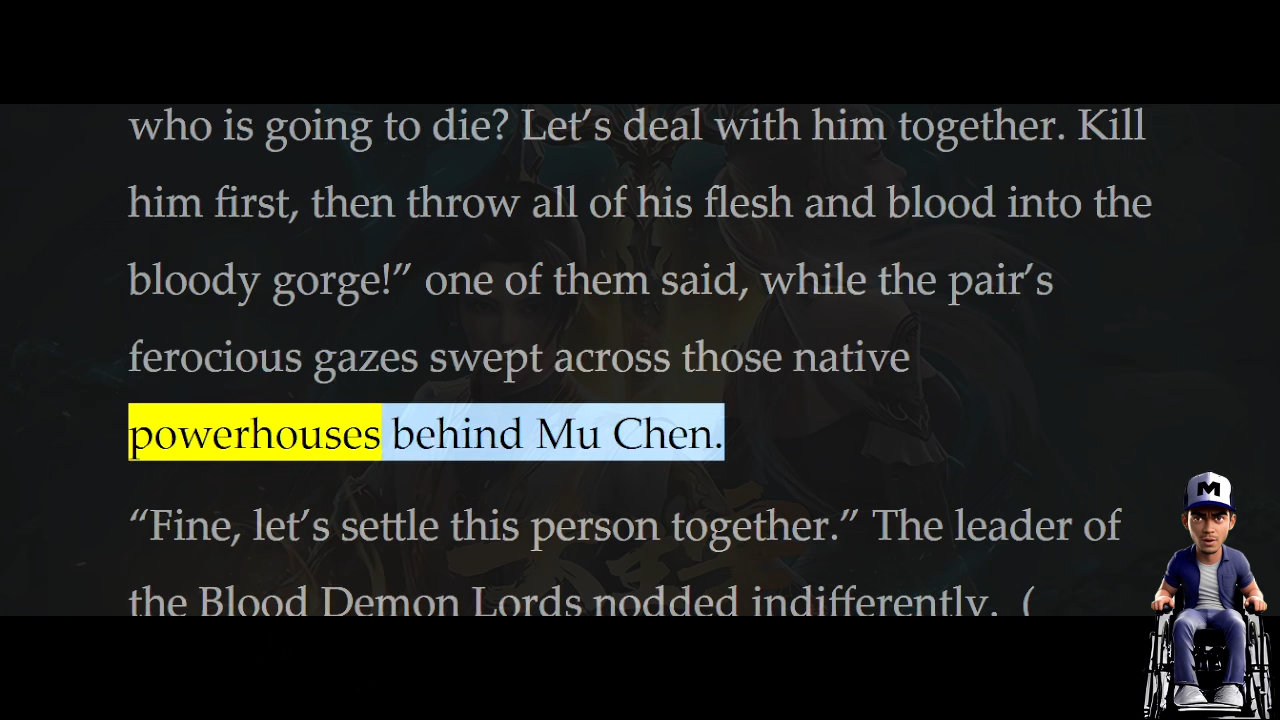 who is going to die? Let’s deal with him together. Kill
him first, then throw all of his flesh and blood into the
bloody gorge!” one of them said, while the pair’s
ferocious gazes swept across those native
powerhouses behind Mu Chen.
“Fine, let’s settle this person together.” The leader of
the Blood Demon Lords nodded indifferently. (
M